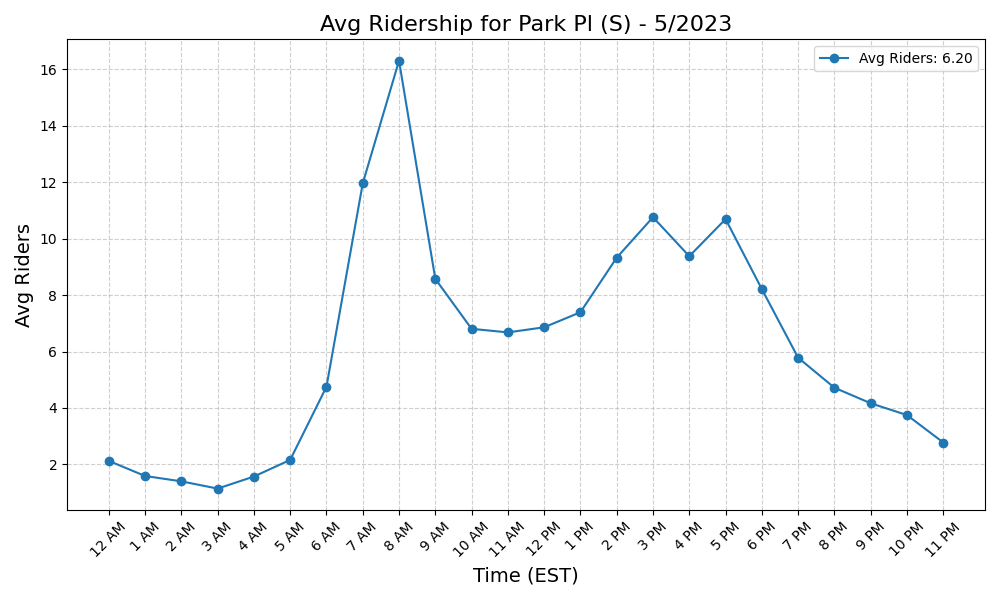 Avg Ridership for Park Pl (S) - 5/2023
Avg Riders: 6.20
Avg Riders
16
14
12
10
8
6
4
2
12 AM
1 AM
2 AM
3 AM
4 AM
5 AM
6 AM
7 AM
8 AM
9 AM
10 AM
11 AM
12 PM
1 PM
2 PM
3 PM
4 PM
5 PM
6 PM
7 PM
8 PM
9 PM
10 PM
11 PM
Time (EST)